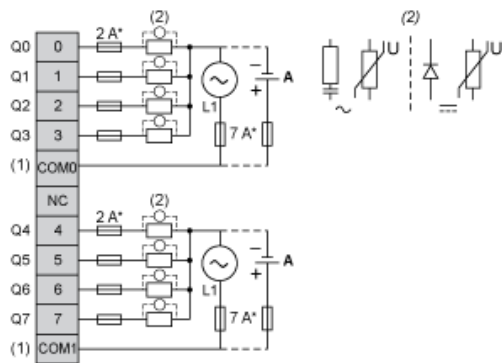 (2)
Q0 0 2 A*
Q1 1
Q2 2
Q3 3
(1) COM0
L1 7 A* A
− +
NC
(2)
Q4 4 2 A*
Q5 5
Q6 6
Q7 7
(1) COM1
L1 7 A* A
− +
(2)
U U